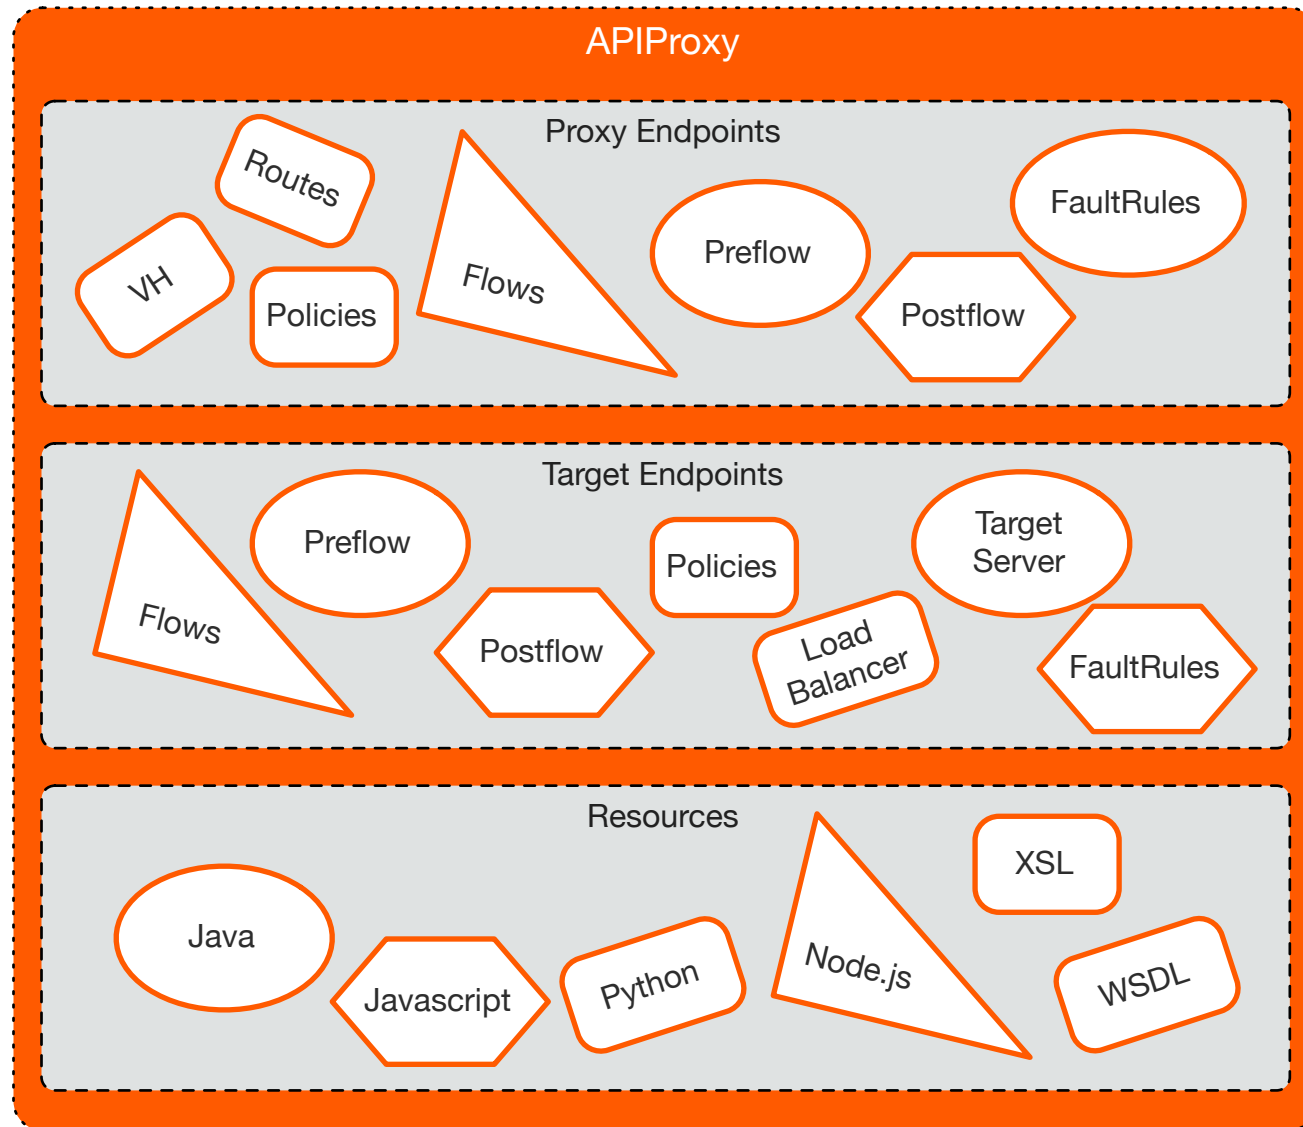 APIProxy
Proxy Endpoints
Routes
VH
Policies
Flows
Preflow
Postflow
FaultRules
Target Endpoints
Flows
Preflow
Postflow
Policies
Load
Balancer
Target
Server
FaultRules
Resources
Java
Javascript
Python
Node.js
XSL
WSDL